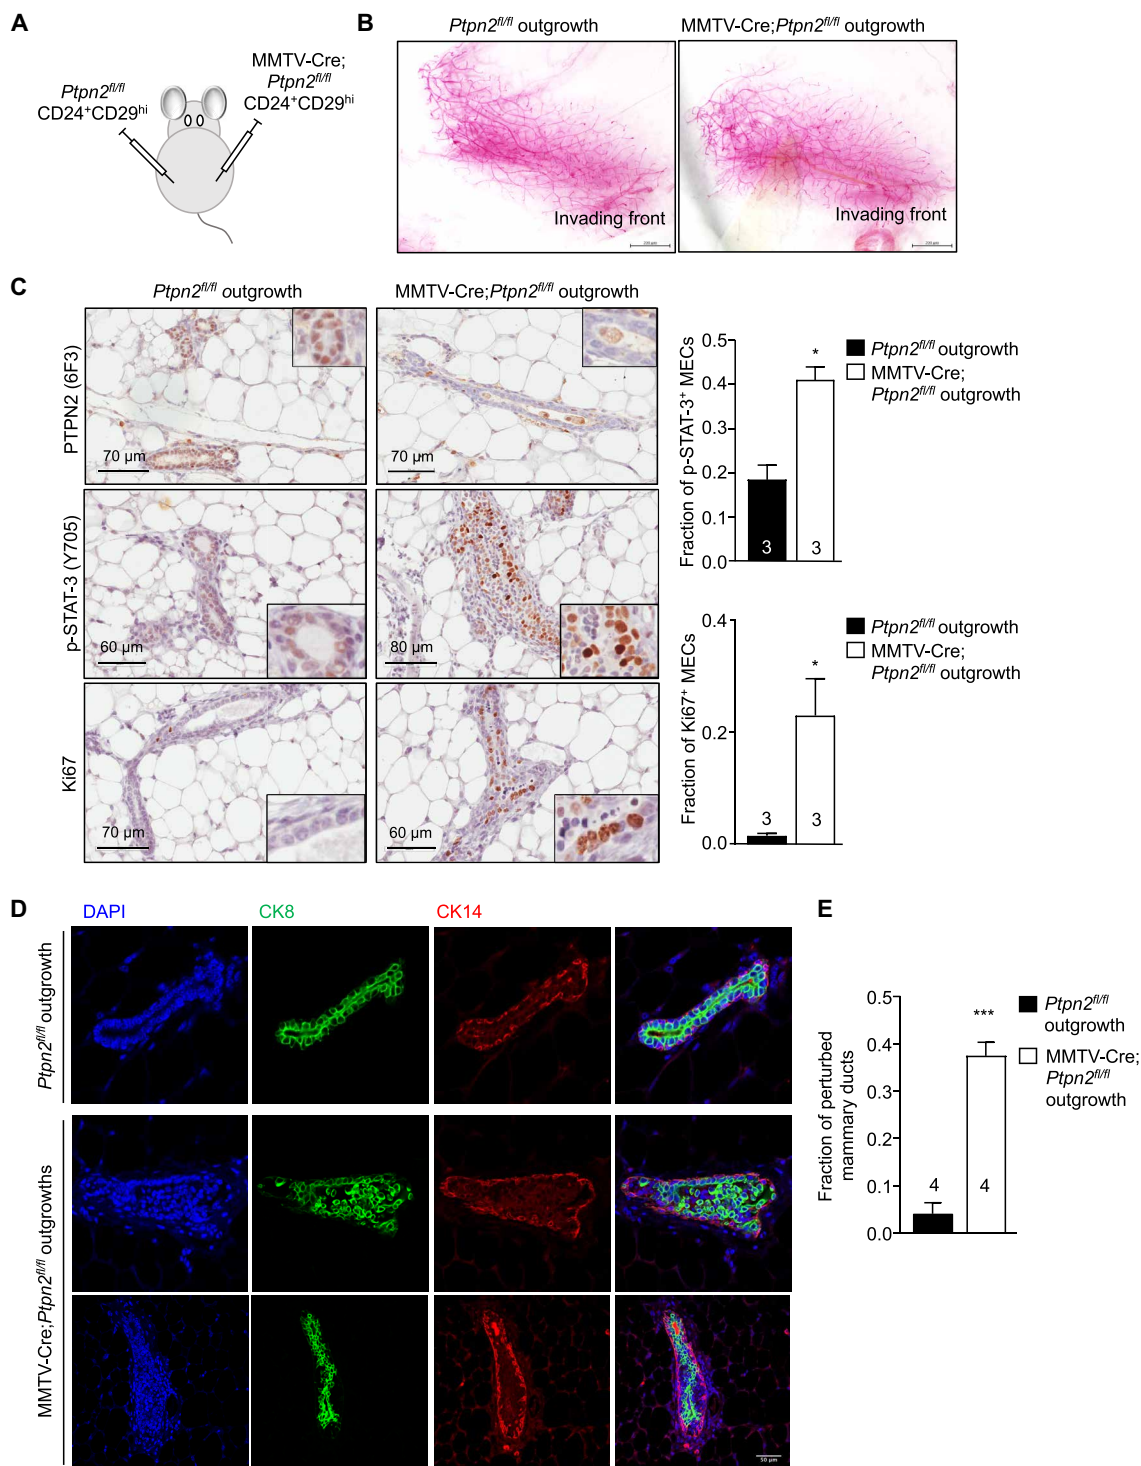 A
Ptpn2fl/fl
CD24+CD29hi
MMTV-Cre;
Ptpn2fl/fl
CD24+CD29hi
B
Ptpn2fl/fl outgrowth
MMTV-Cre;Ptpn2fl/fl outgrowth
Invading front
Invading front
C
Ptpn2fl/fl outgrowth
MMTV-Cre;Ptpn2fl/fl outgrowth
PTPN2 (6F3)
70 µm
70 µm
p-STAT-3 (Y705)
60 µm
80 µm
Ki67
70 µm
60 µm
Fraction of p-STAT-3+ MECs
0.5
0.4
0.3
0.2
0.1
0.0
*
3
3
Ptpn2fl/fl outgrowth
MMTV-Cre;
Ptpn2fl/fl outgrowth
Fraction of Ki67+ MECs
0.4
0.2
0.0
*
3
3
Ptpn2fl/fl outgrowth
MMTV-Cre;
Ptpn2fl/fl outgrowth
D
DAPI
CK8
CK14
Ptpn2fl/fl outgrowth
MMTV-Cre;Ptpn2fl/fl outgrowths
50 µm
E
Fraction of perturbed
mammary ducts
0.5
0.4
0.3
0.2
0.1
0.0
***
4
4
Ptpn2fl/fl
outgrowth
MMTV-Cre;
Ptpn2fl/fl
outgrowth